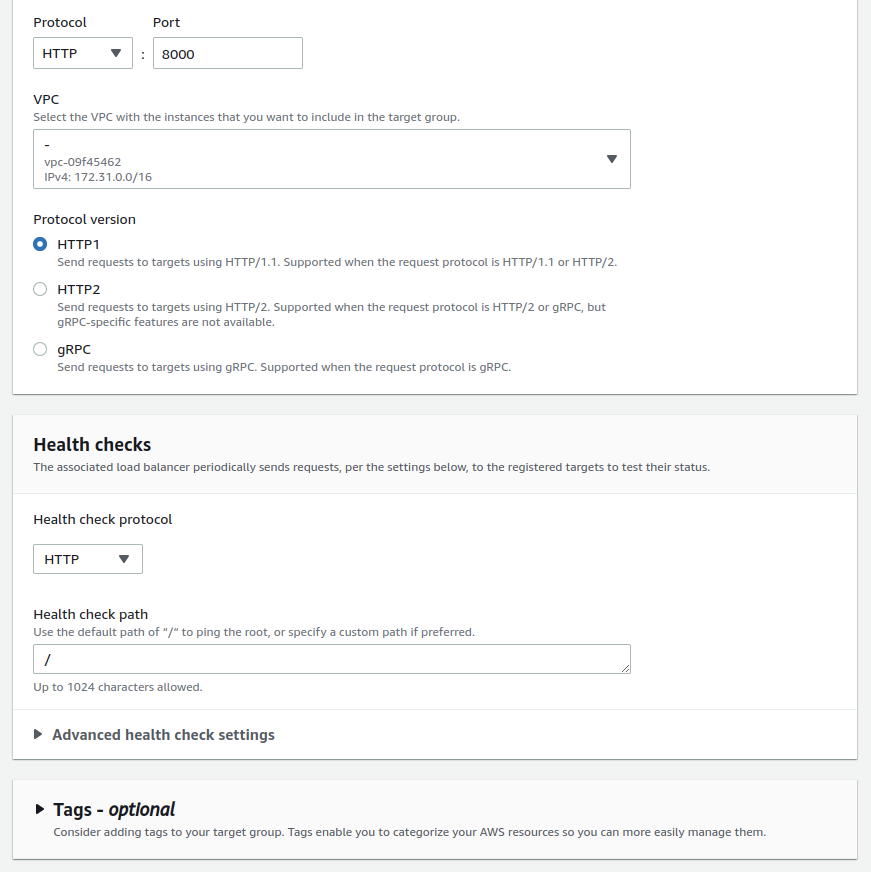 Protocol Port
HTTP : 8000
VPC
Select the VPC with the instances that you want to include in the target group.
-
vpc-09f45462
IPv4: 172.31.0.0/16
Protocol version
HTTP1
Send requests to targets using HTTP/1.1. Supported when the request protocol is HTTP/1.1 or HTTP/2.
HTTP2
Send requests to targets using HTTP/2. Supported when the request protocol is HTTP/2 or gRPC, but
gRPC-specific features are not available.
gRPC
Send requests to targets using gRPC. Supported when the request protocol is gRPC.
Health checks
The associated load balancer periodically sends requests, per the settings below, to the registered targets to test their status.
Health check protocol
HTTP
Health check path
Use the default path of "/" to ping the root, or specify a custom path if preferred.
/
Up to 1024 characters allowed.
Advanced health check settings
Tags - optional
Consider adding tags to your target group. Tags enable you to categorize your AWS resources so you can more easily manage them.